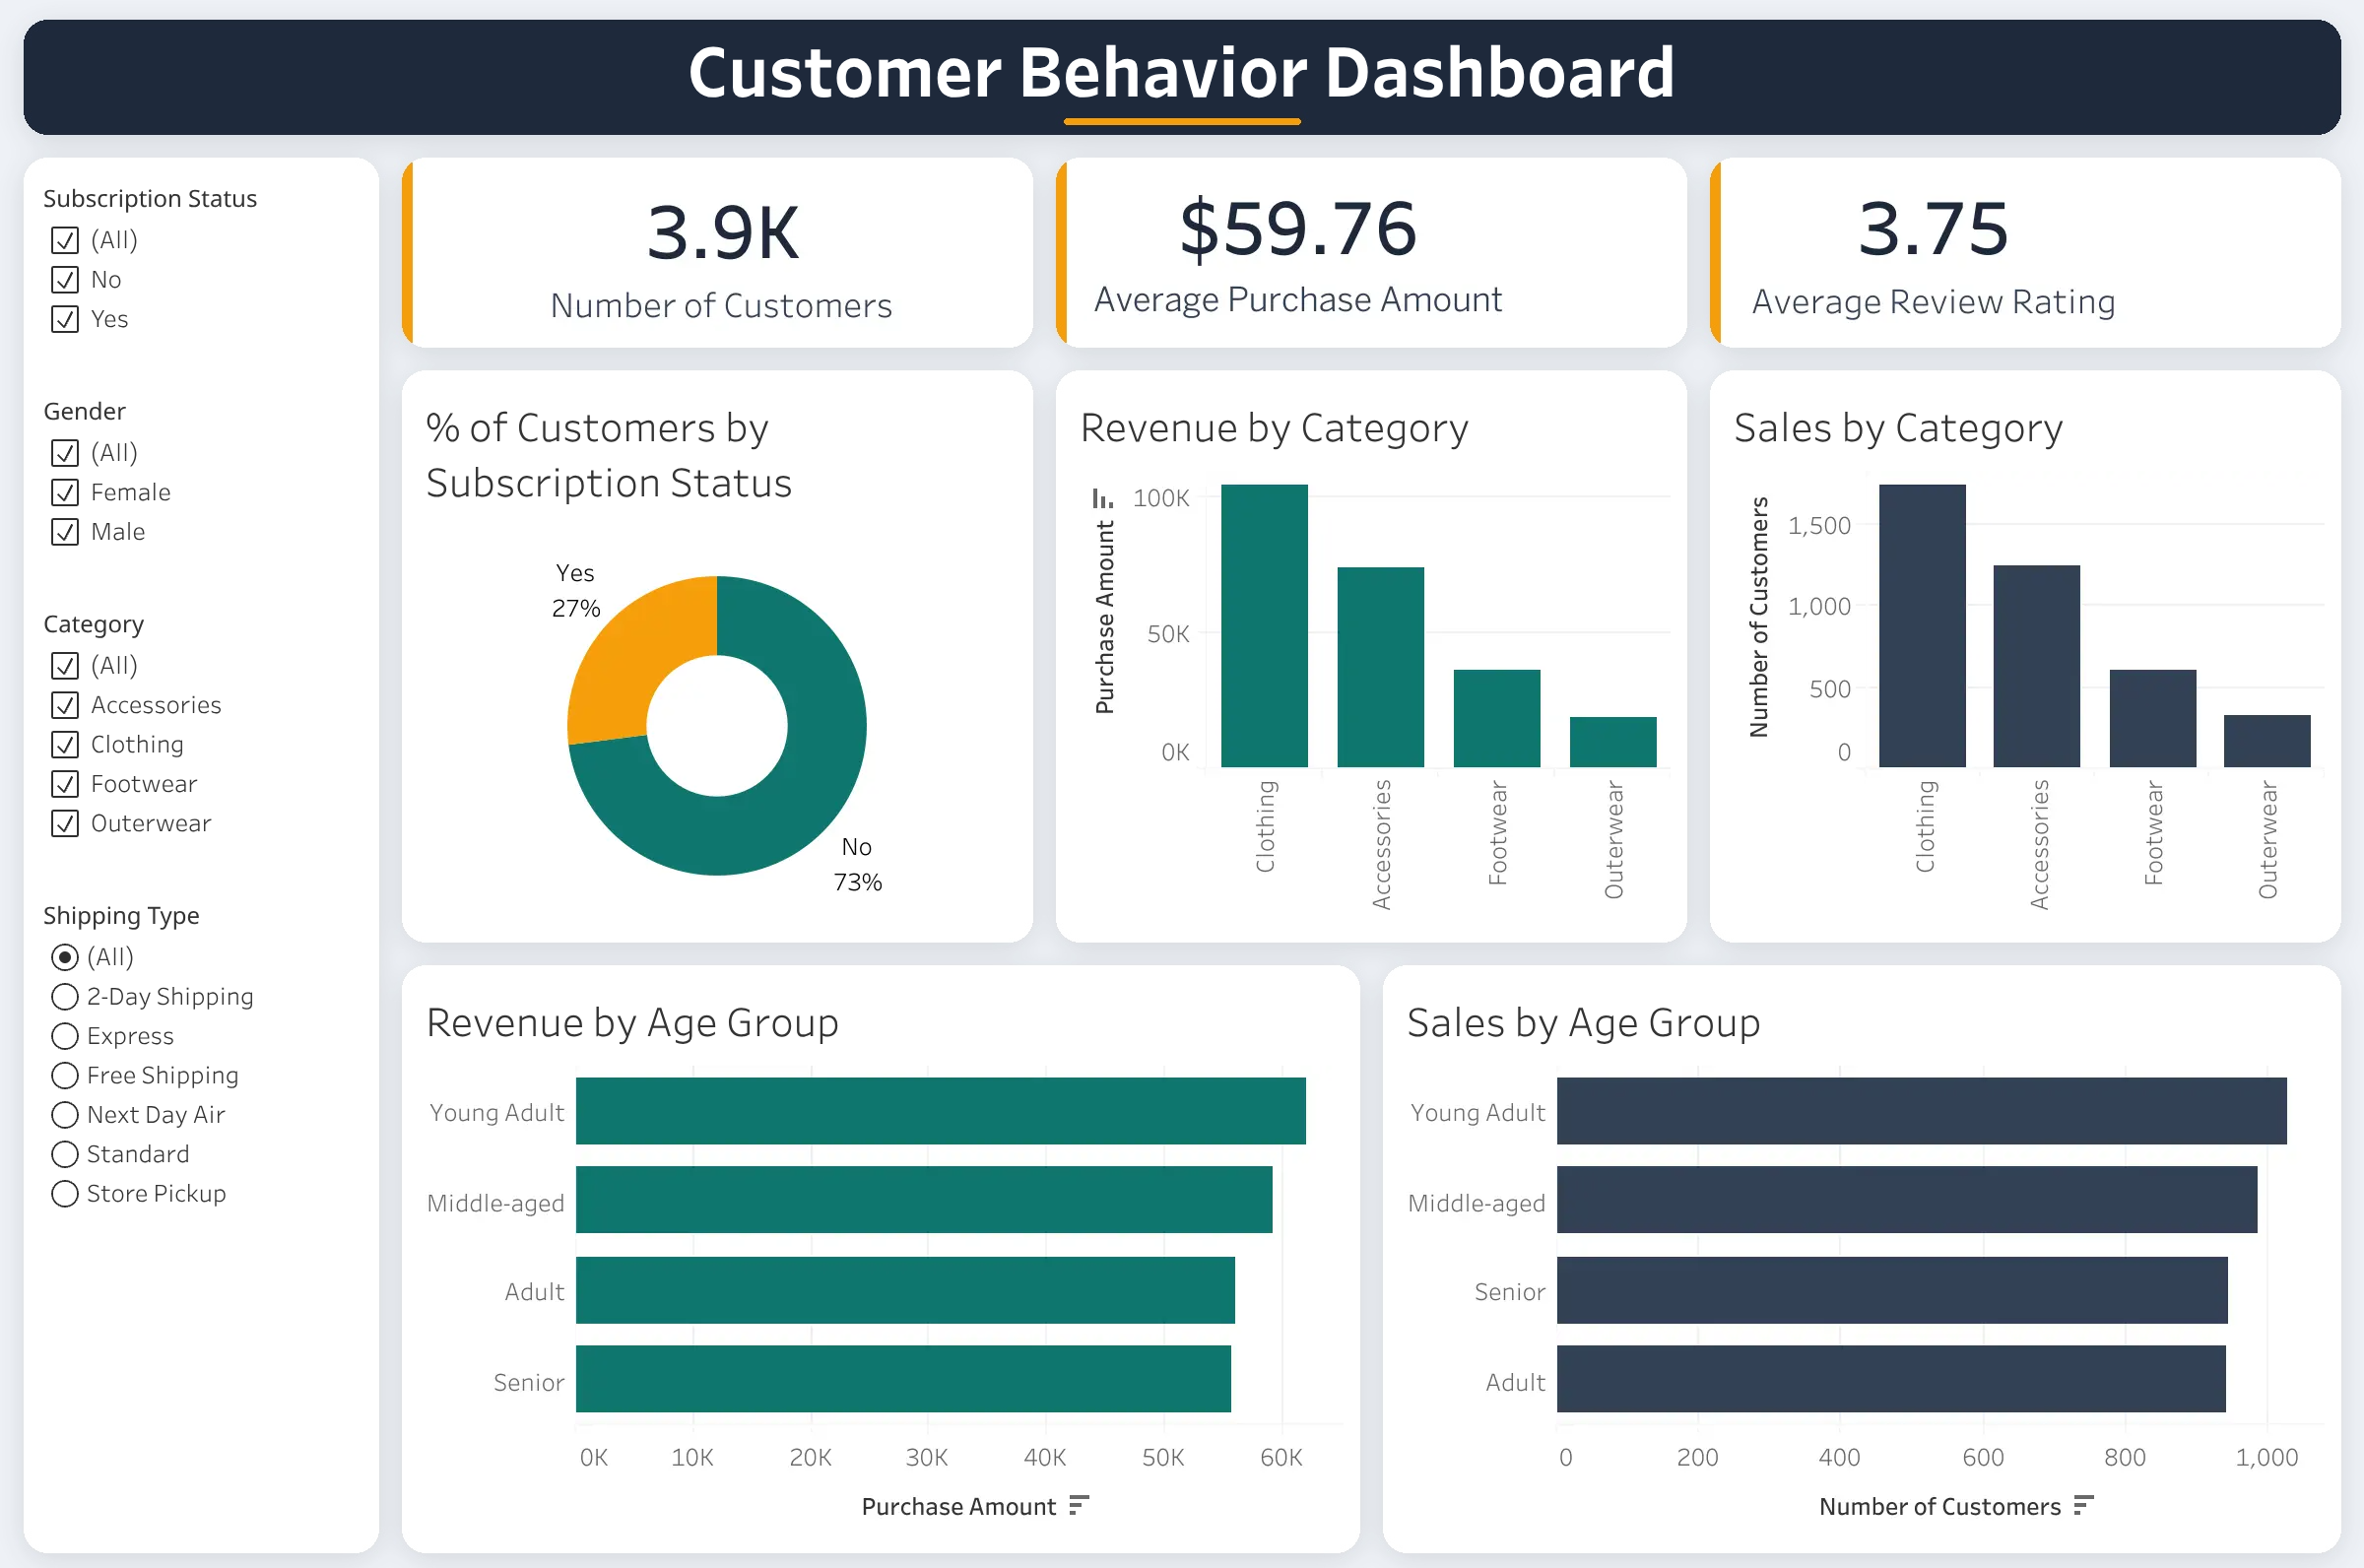 Customer Behavior Dashboard
Subscription Status
(All)
No
Yes
Gender
(All)
Female
Male
Category
(All)
Accessories
Clothing
Footwear
Outerwear
Shipping Type
(All)
2-Day Shipping
Express
Free Shipping
Next Day Air
Standard
Store Pickup
3.9K
Number of Customers
$59.76
Average Purchase Amount
3.75
Average Review Rating
% of Customers by
Subscription Status
Yes
27%
No
73%
Revenue by Category
Purchase Amount
100K
50K
0K
Clothing
Accessories
Footwear
Outerwear
Sales by Category
Number of Customers
1,500
1,000
500
0
Clothing
Accessories
Footwear
Outerwear
Revenue by Age Group
Young Adult
Middle-aged
Adult
Senior
0K 10K 20K 30K 40K 50K 60K
Purchase Amount
Sales by Age Group
Young Adult
Middle-aged
Senior
Adult
0 200 400 600 800 1,000
Number of Customers